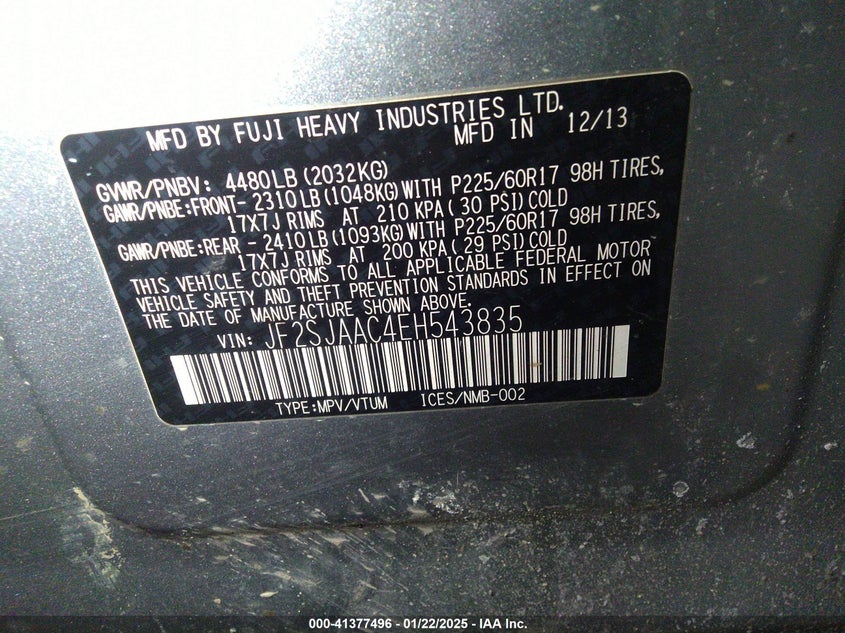 MFD BY FUJI HEAVY INDUSTRIES LTD.
MFD IN 12/13
GVWR/PNBV: 4480LB (2032KG)
GAWR/PNBE:FRONT- 2310LB(1048KG)WITH P225/60R17 98H TIRES,
17X7J RIMS AT 210 KPA( 30 PSI)COLD
GAWR/PNBE:REAR - 2410LB(1093KG)WITH P225/60R17 98H TIRES,
17X7J RIMS AT 200 KPA( 29 PSI)COLD
THIS VEHICLE CONFORMS TO ALL APPLICABLE FEDERAL MOTOR
VEHICLE SAFETY AND THEFT PREVENTION STANDARDS IN EFFECT ON
THE DATE OF MANUFACTURE SHOWN ABOVE.
VIN: JF2SJAAC4EH543835
TYPE:MPV/VTUM ICES/NMB-002
000-41377496 - 01/22/2025 - IAA Inc.